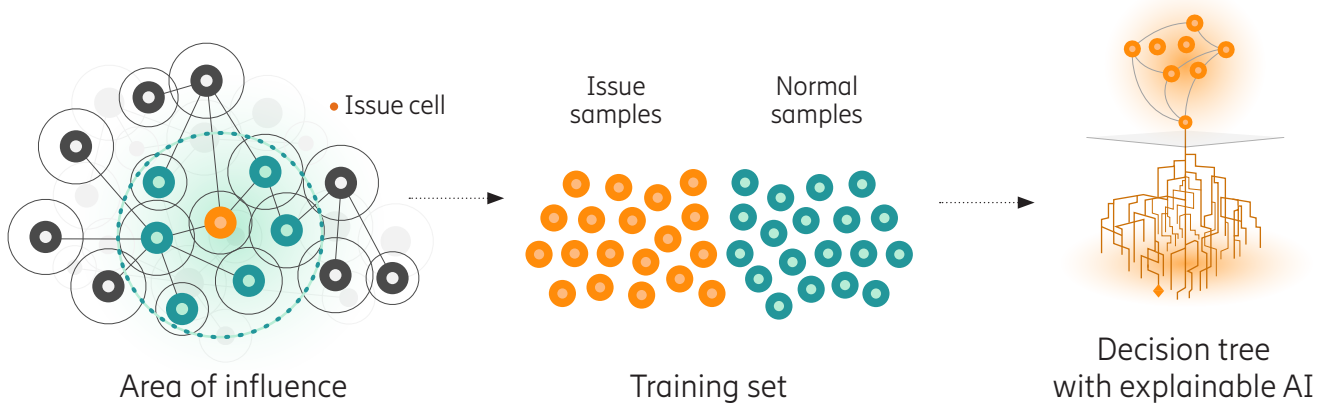 Issue cell
Issue
samples
Normal
samples
Area of influence
Training set
Decision tree
with explainable AI